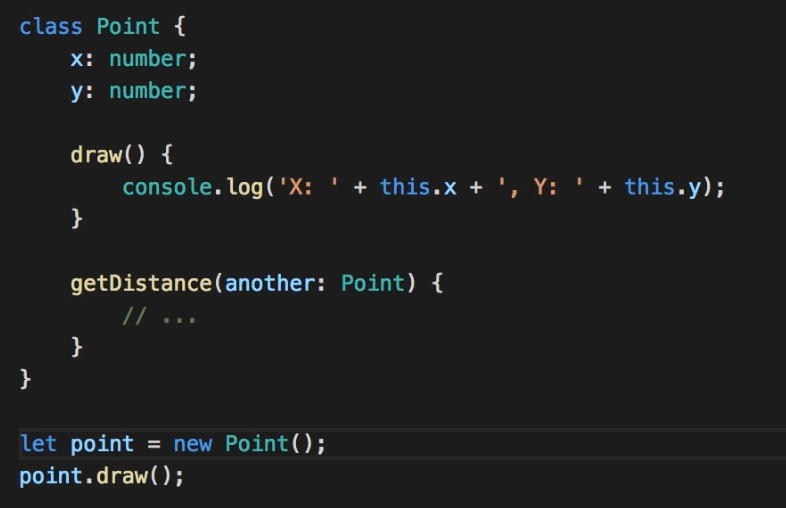 class Point {
    x: number;
    y: number;

    draw() {
        console.log('X: ' + this.x + ', Y: ' + this.y);
    }

    getDistance(another: Point) {
        // ...
    }
}

let point = new Point();
point.draw();